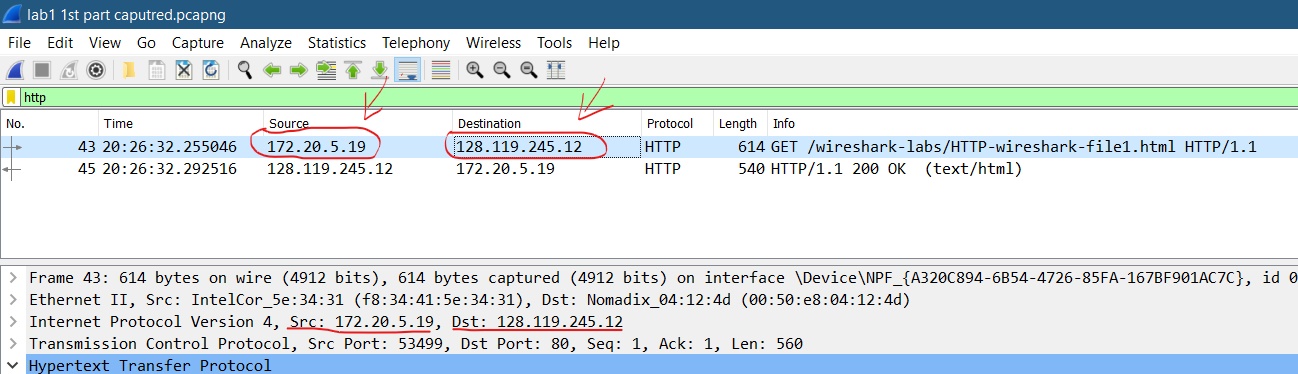 lab1 1st part caputred.pcapng
File Edit View Go Capture Analyze Statistics Telephony Wireless Tools Help
http
No. Time Source Destination Protocol Length Info
43 20:26:32.255046 172.20.5.19 128.119.245.12 HTTP 614 GET /wireshark-labs/HTTP-wireshark-file1.html HTTP/1.1
45 20:26:32.292516 128.119.245.12 172.20.5.19 HTTP 540 HTTP/1.1 200 OK (text/html)
Frame 43: 614 bytes on wire (4912 bits), 614 bytes captured (4912 bits) on interface \Device\NPF_{A320C894-6B54-4726-85FA-167BF901AC7C}, id 0
Ethernet II, Src: IntelCor_5e:34:31 (f8:34:41:5e:34:31), Dst: Nomadix_04:12:4d (00:50:e8:04:12:4d)
Internet Protocol Version 4, Src: 172.20.5.19, Dst: 128.119.245.12
Transmission Control Protocol, Src Port: 53499, Dst Port: 80, Seq: 1, Ack: 1, Len: 560
Hypertext Transfer Protocol